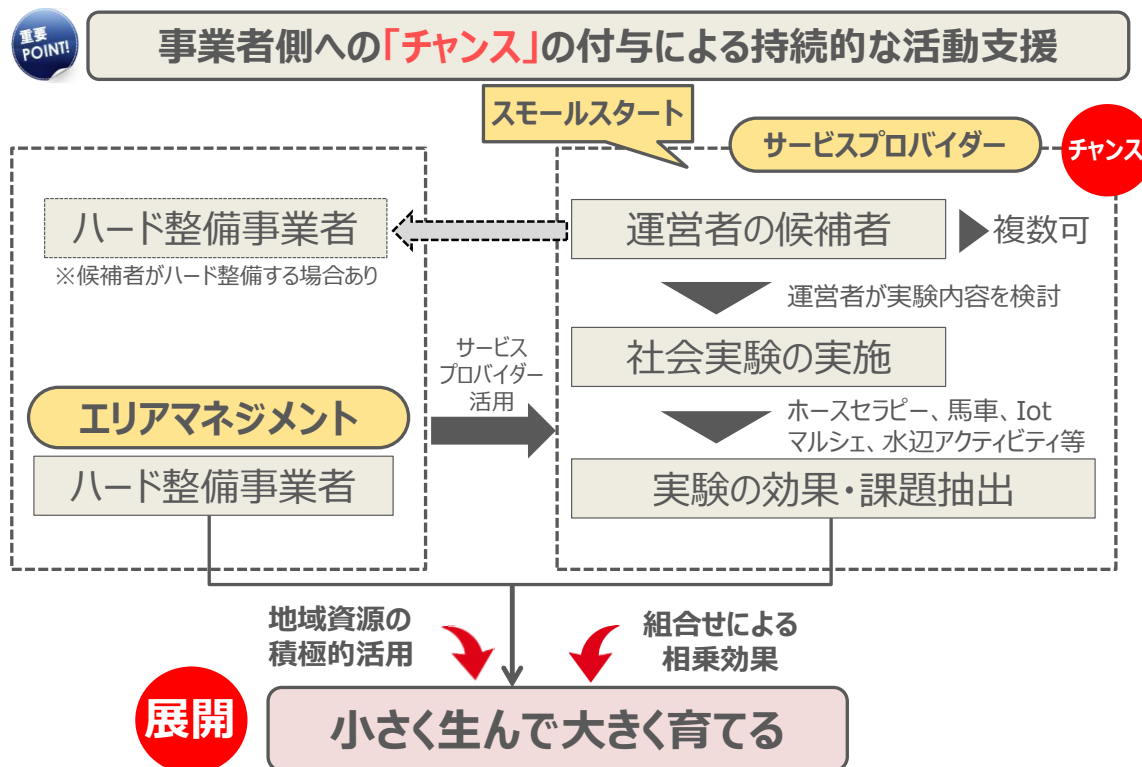 重要
POINT!
事業者側への「チャンス」の付与による持続的な活動支援
スモールスタート
サービスプロバイダー
チャンス
ハード整備事業者
※候補者がハード整備する場合あり
運営者の候補者
複数可
運営者が実験内容を検討
社会実験の実施
サービス
プロバイダー
活用
エリアマネジメント
ハード整備事業者
ホースセラピー、馬車、Iot
マルシェ、水辺アクティビティ等
実験の効果・課題抽出
地域資源の
積極的活用
組合せによる
相乗効果
展開
小さく生んで大きく育てる